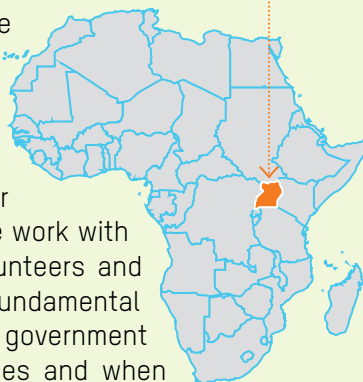 e
r
e work with
unteers and
undamental
government
es and when